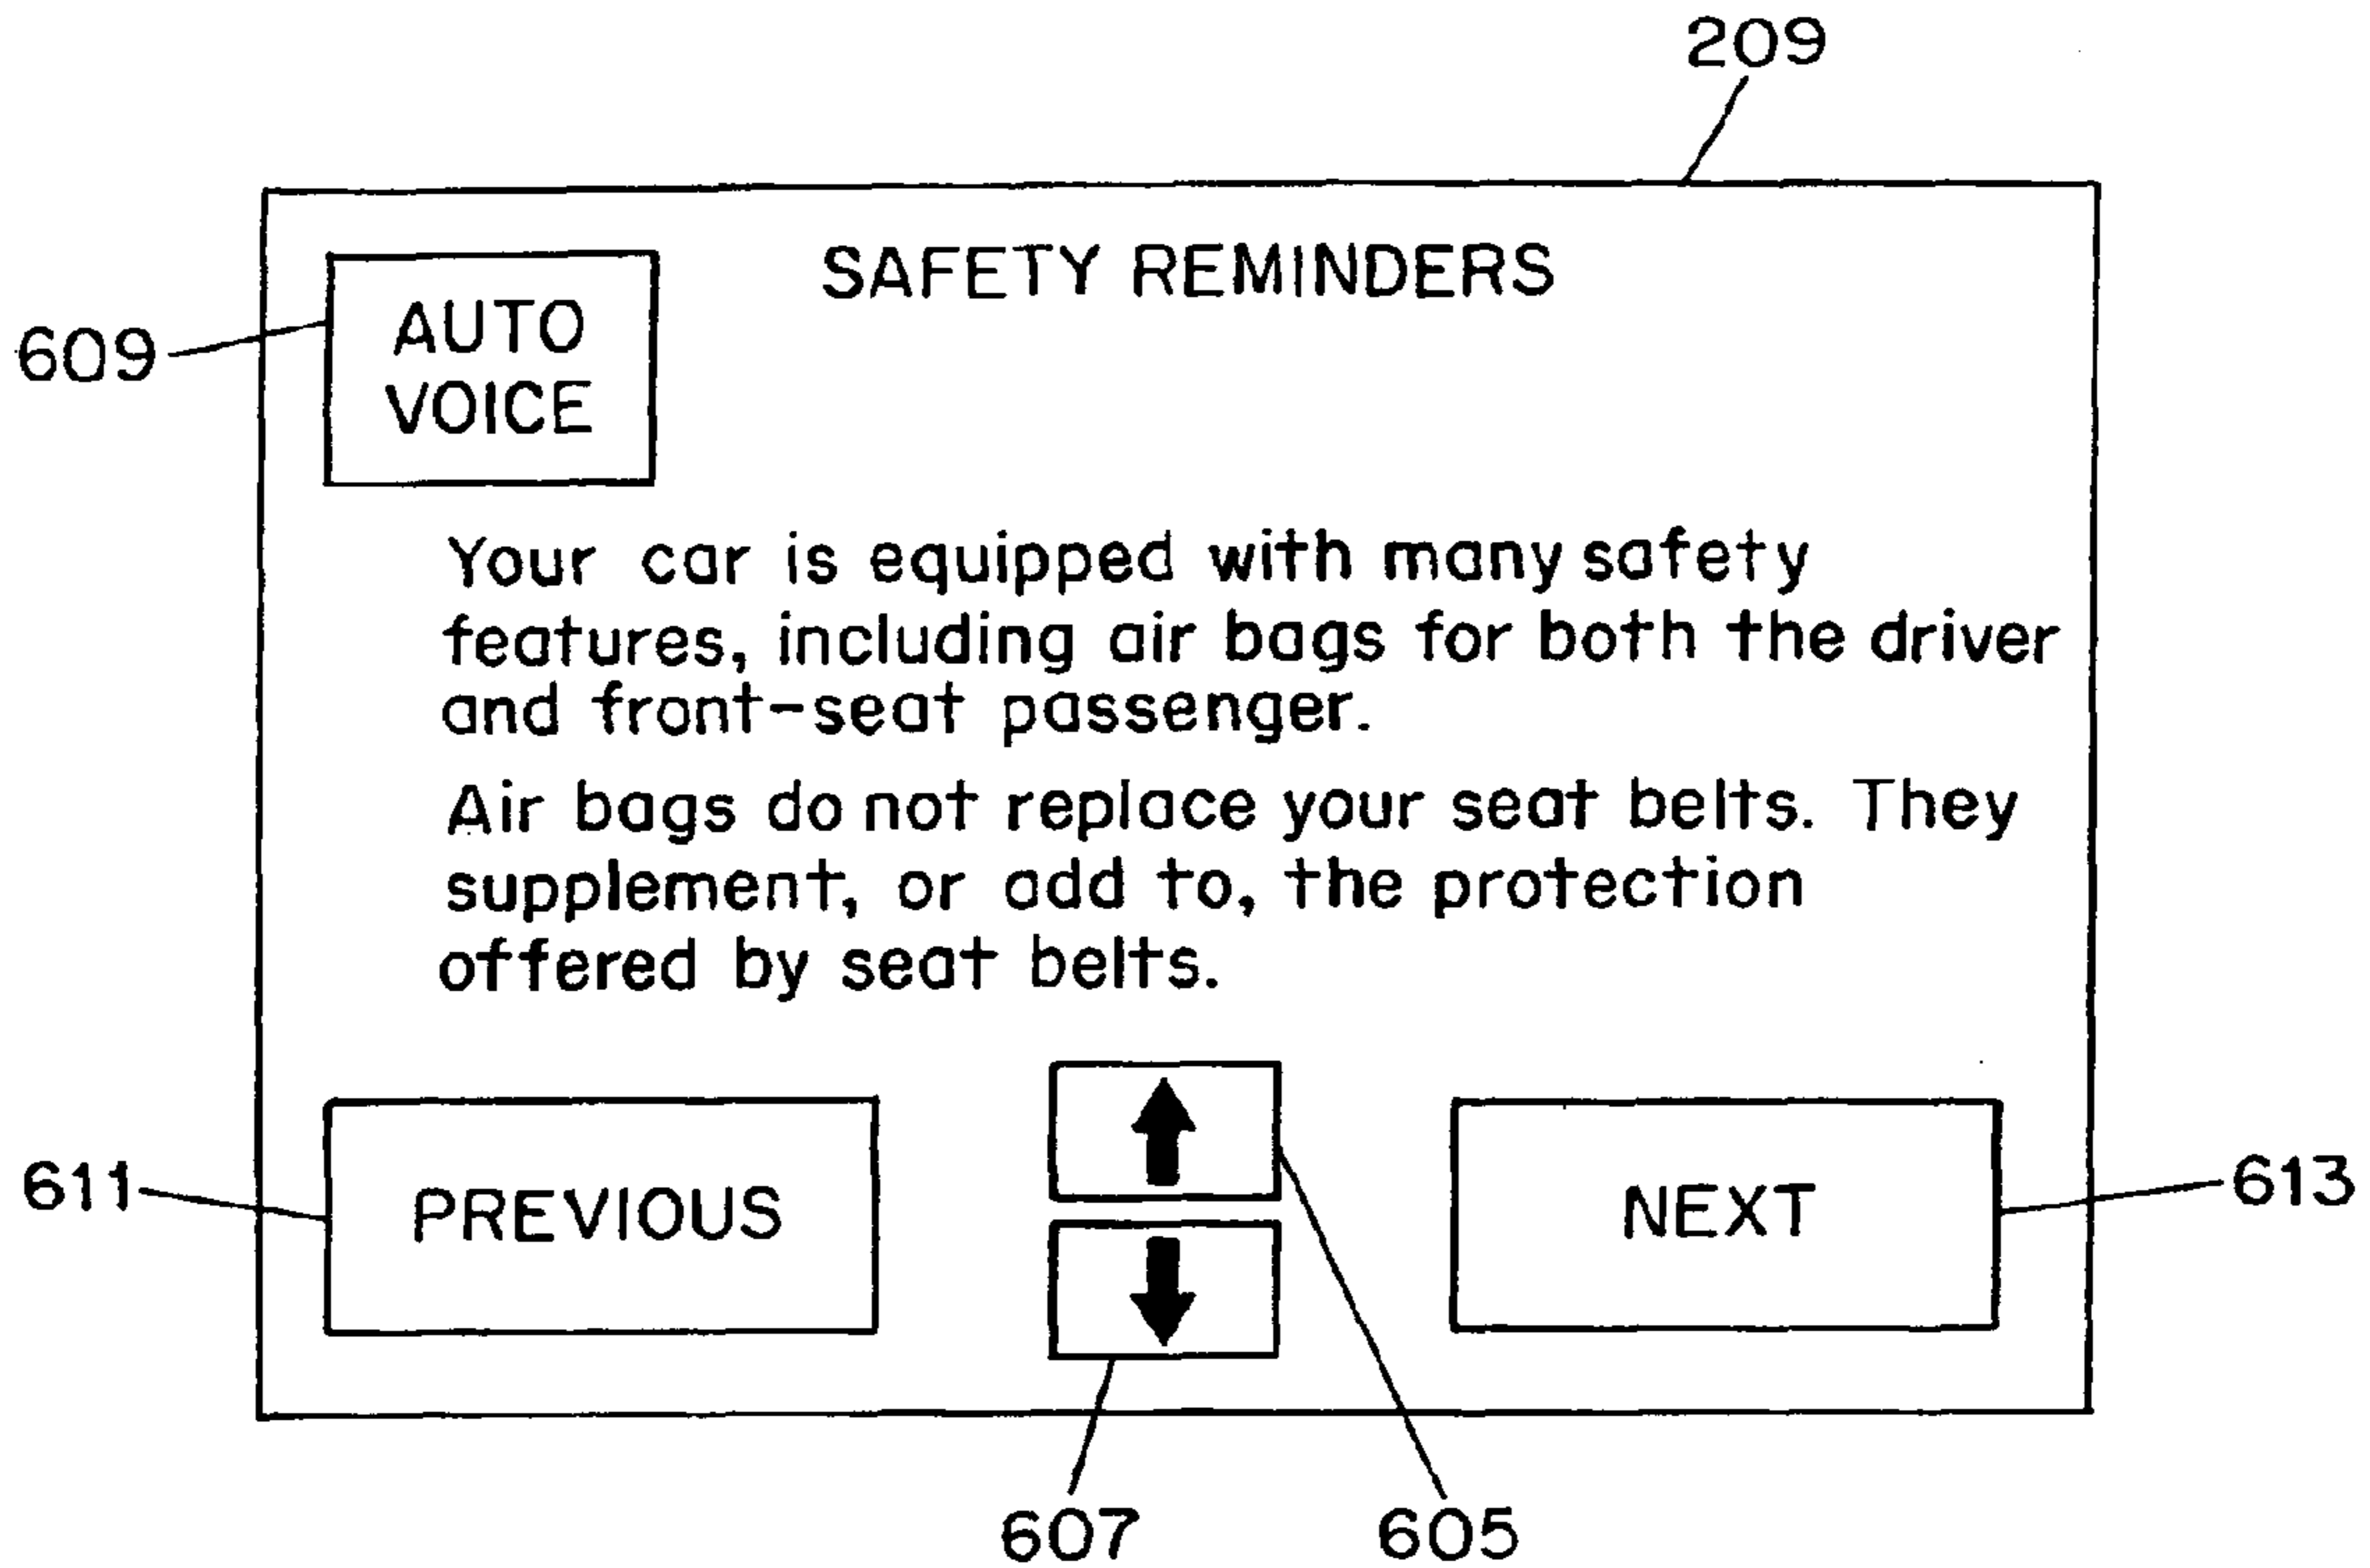 209
SAFETY REMINDERS
609
AUTO
VOICE
Your car is equipped with many safety
features, including air bags for both the driver
and front-seat passenger.
Air bags do not replace your seat belts. They
supplement, or add to, the protection
offered by seat belts.
611
PREVIOUS
NEXT
613
607
605